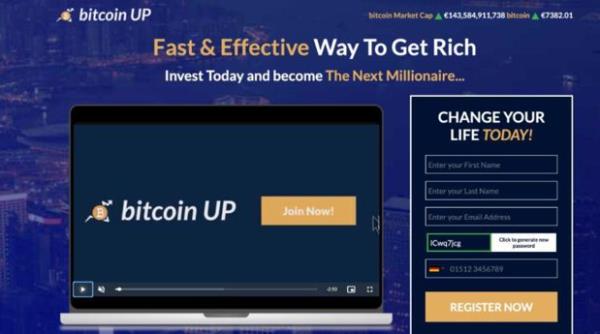 bitcoin UP
bitcoin Market Cap ▲ €143,584,911,738 bitcoin ▲ €7382.01
Fast & Effective Way To Get Rich
Invest Today and become The Next Millionaire...
bitcoin UP
Join Now!
-2:50
CHANGE YOUR
LIFE TODAY!
Enter your First Name
Enter your Last Name
Enter your Email Address
lCwq7jcg
Click to generate new
password
01512 3456789
REGISTER NOW